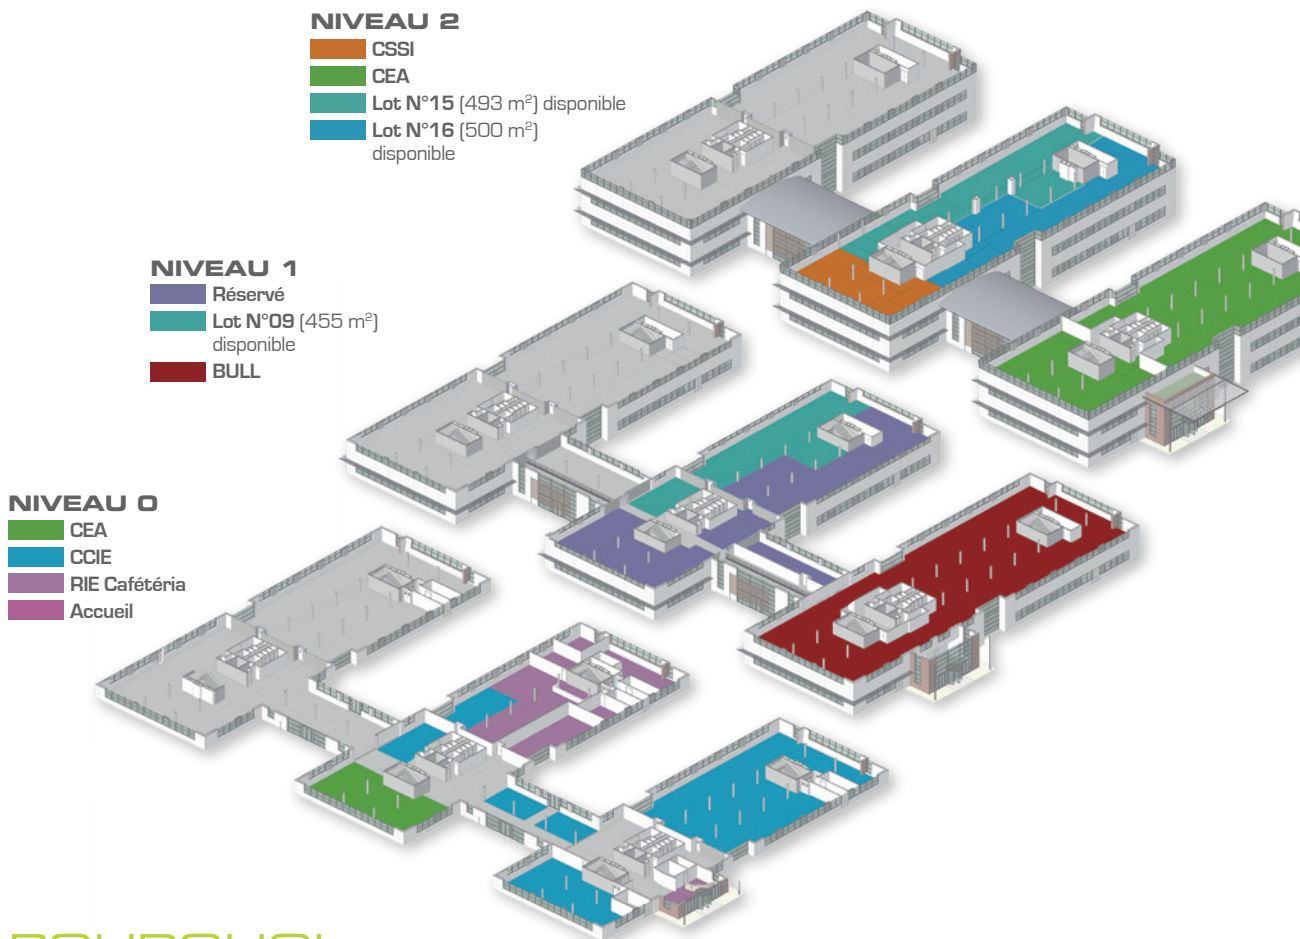 NIVEAU 2
CSSI
CEA
Lot N°15 (493 m²) disponible
Lot N°16 (500 m²)
disponible
NIVEAU 1
Réservé
Lot N°09 (455 m²)
disponible
BULL
NIVEAU 0
CEA
CCIE
RIE Cafétéria
Accueil
POURQUOI